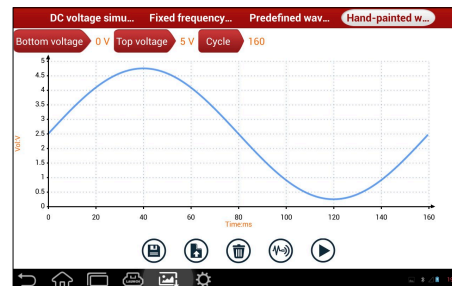 DC voltage simu... Fixed frequency... Predefined wav... Hand-painted w...
Bottom voltage 0 V Top voltage 5 V Cycle 160
5
4.5
4
3.5
3
2.5
2
1.5
1
0.5
0
Vol:V
0 20 40 60 80 100 120 140 160
Time:ms